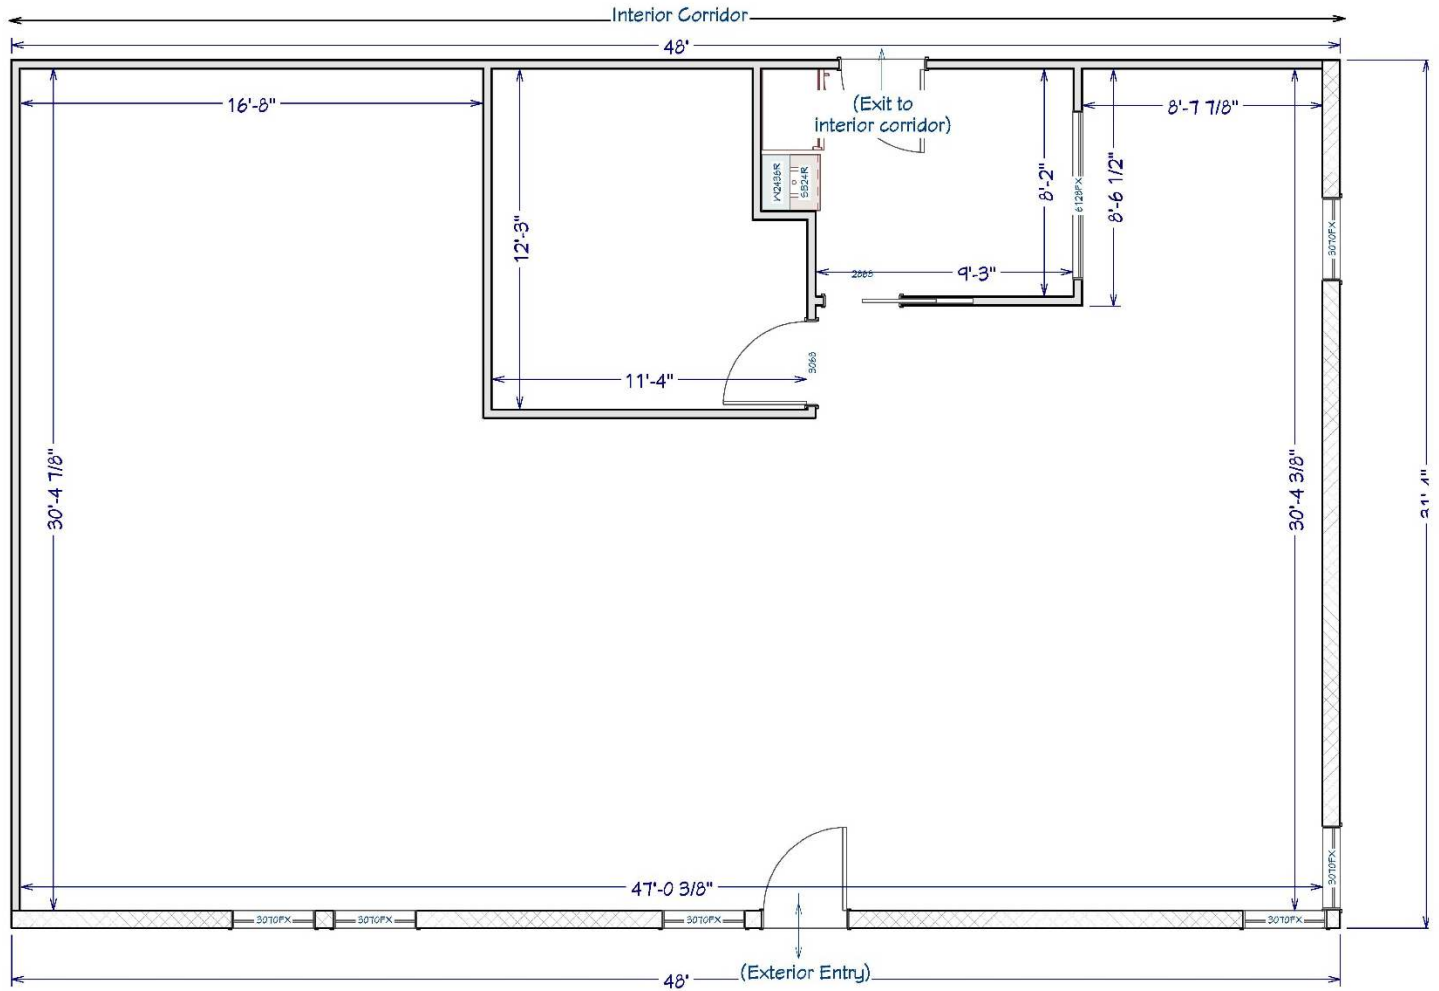 Interior Corridor
48'
16'-8"
(Exit to
interior corridor)
8'-7 7/8"
W2436R
SB24R
12'-3"
8'-2"
6128FX
8'-6 1/2"
3070FX
2868
9'-3"
3068
11'-4"
30'-4 7/8"
30'-4 3/8"
3070FX
47'-0 3/8"
3070FX
3070FX
3070FX
3070FX
(Exterior Entry)
48'